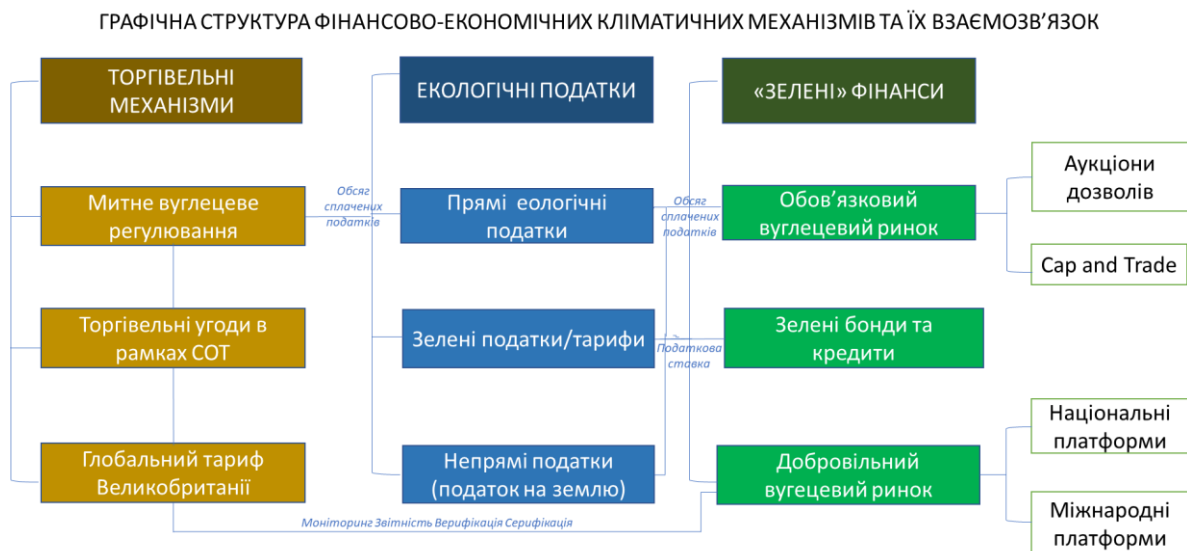 ГРАФІЧНА СТРУКТУРА ФІНАНСОВО-ЕКОНОМІЧНИХ КЛІМАТИЧНИХ МЕХАНІЗМІВ ТА ЇХ ВЗАЄМОЗВ’ЯЗОК
ТОРГІВЕЛЬНІ
МЕХАНІЗМИ
ЕКОЛОГІЧНІ ПОДАТКИ
«ЗЕЛЕНІ» ФІНАНСИ
Митне вуглецеве
регулювання
Обсяг
сплачених
податків
Прямі еологічні
податки
Обсяг
сплачених
податків
Обов’язковий
вуглецевий ринок
Аукціони
дозволів
Cap and Trade
Торгівельні угоди в
рамках СОТ
Зелені податки/тарифи
Податкова
ставка
Зелені бонди та
кредити
Глобальний тариф
Великобританії
Непрямі податки
(податок на землю)
Добровільний
вугецевий ринок
Національні
платформи
Міжнародні
платформи
Моніторинг Звітність Верифікація Серифікація